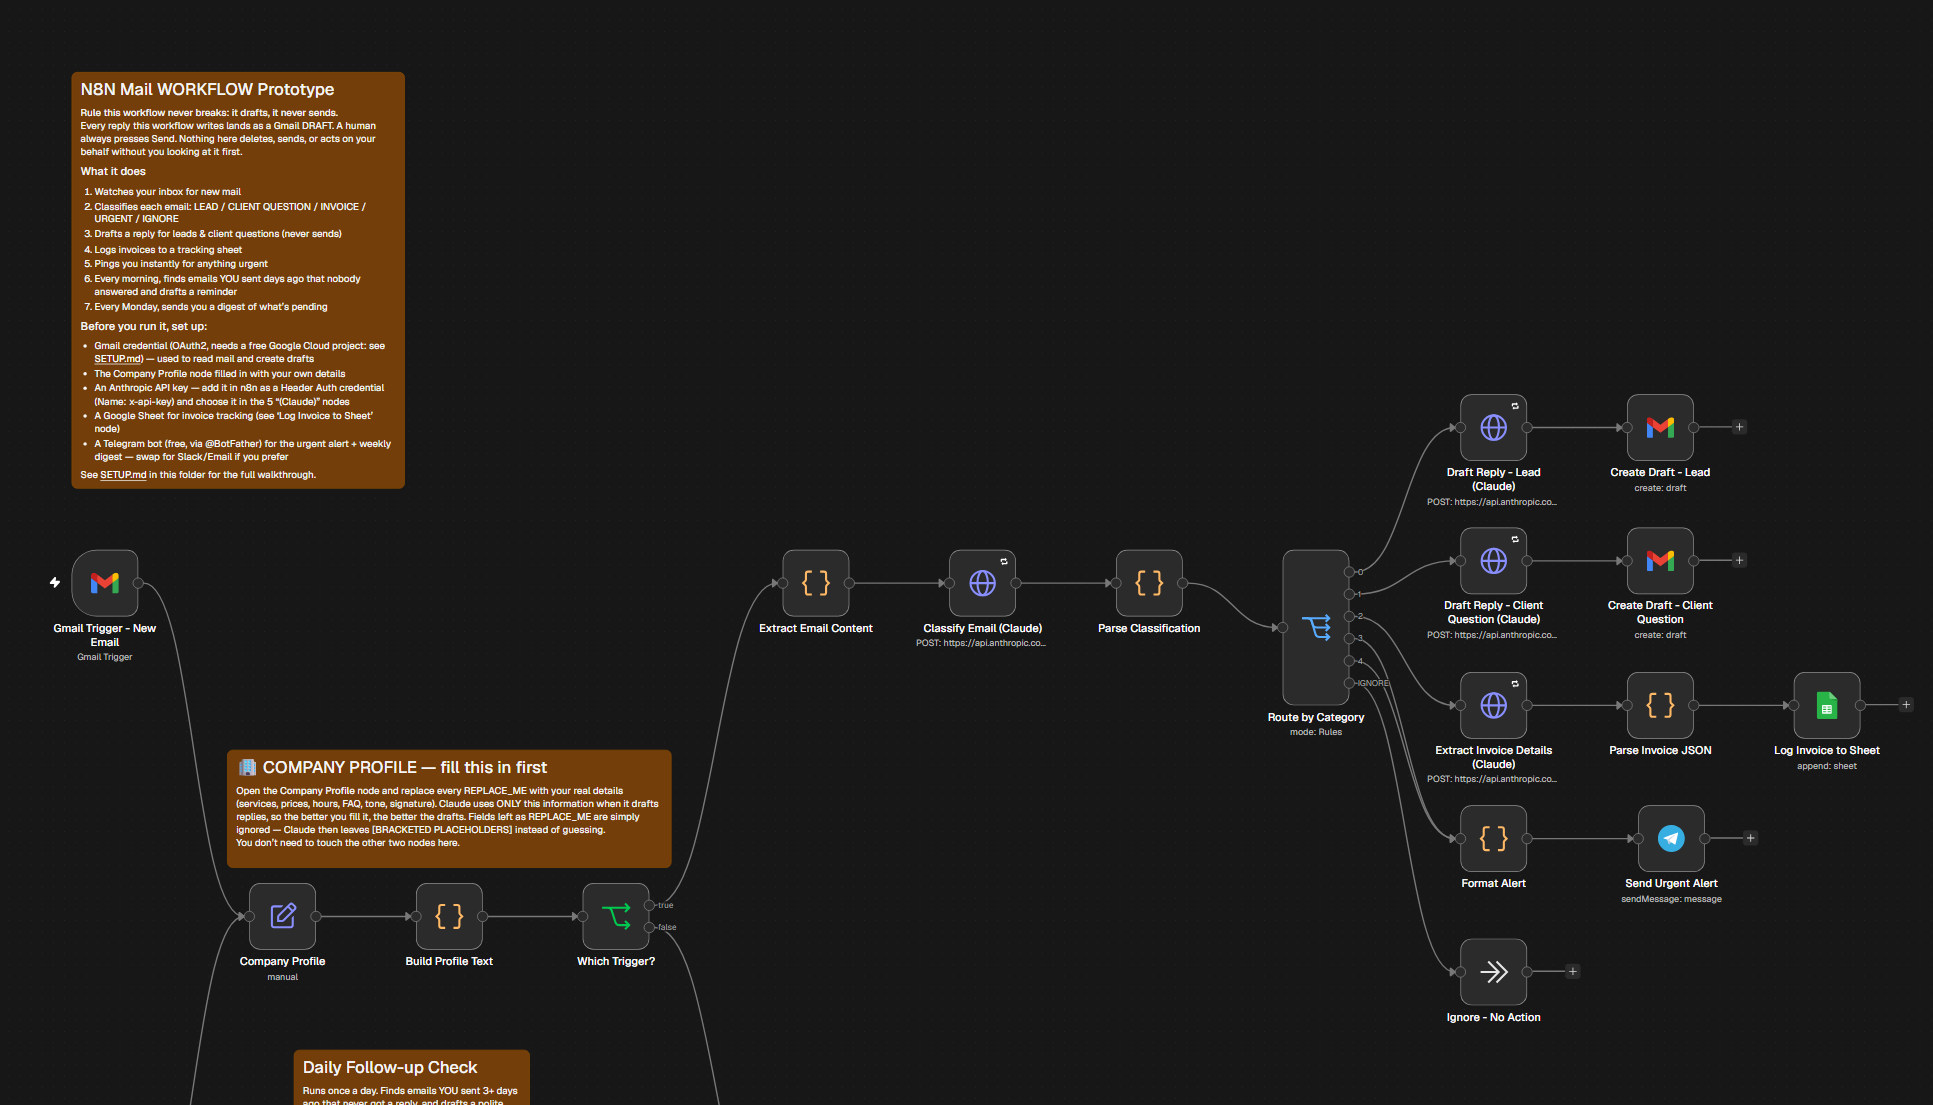 N8N Mail WORKFLOW Prototype
Rule this workflow never breaks: it drafts, it never sends.
Every reply this workflow writes lands as a Gmail DRAFT. A human
always presses Send. Nothing here deletes, sends, or acts on your
behalf without you looking at it first.
What it does
1. Watches your inbox for new mail
2. Classifies each email: LEAD / CLIENT QUESTION / INVOICE /
URGENT / IGNORE
3. Drafts a reply for leads & client questions (never sends)
4. Logs invoices to a tracking sheet
5. Pings you instantly for anything urgent
6. Every morning, finds emails YOU sent days ago that nobody
answered and drafts a reminder
7. Every Monday, sends you a digest of what's pending
Before you run it, set up:
• Gmail credential (OAuth2, needs a free Google Cloud project: see
SETUP.md) — used to read mail and create drafts
• The Company Profile node filled in with your own details
• An Anthropic API key — add it in n8n as a Header Auth credential
(Name: x-api-key) and choose it in the 5 "(Claude)" nodes
• A Google Sheet for invoice tracking (see 'Log Invoice to Sheet'
node)
• A Telegram bot (free, via @BotFather) for the urgent alert + weekly
digest — swap for Slack/Email if you prefer
See SETUP.md in this folder for the full walkthrough.
Gmail Trigger - New
Email
Gmail Trigger
COMPANY PROFILE — fill this in first
Open the Company Profile node and replace every REPLACE_ME with your real details
(services, prices, hours, FAQ, tone, signature). Claude uses ONLY this information when it drafts
replies, so the better you fill it, the better the drafts. Fields left as REPLACE_ME are simply
ignored — Claude then leaves [BRACKETED PLACEHOLDERS] instead of guessing.
You don't need to touch the other two nodes here.
Company Profile
manual
Build Profile Text
Which Trigger?
true
false
Daily Follow-up Check
Runs once a day. Finds emails YOU sent 3+ days
ago that never got a reply, and drafts a polite
Extract Email Content
Classify Email (Claude)
POST: https://api.anthropic.co...
Parse Classification
Route by Category
mode: Rules
0
1
2
3
4
IGNORE
Draft Reply - Lead
(Claude)
POST: https://api.anthropic.co...
Create Draft - Lead
create: draft
Draft Reply - Client
Question (Claude)
POST: https://api.anthropic.co...
Create Draft - Client
Question
create: draft
Extract Invoice Details
(Claude)
POST: https://api.anthropic.co...
Parse Invoice JSON
Log Invoice to Sheet
append: sheet
Format Alert
Send Urgent Alert
sendMessage: message
Ignore - No Action